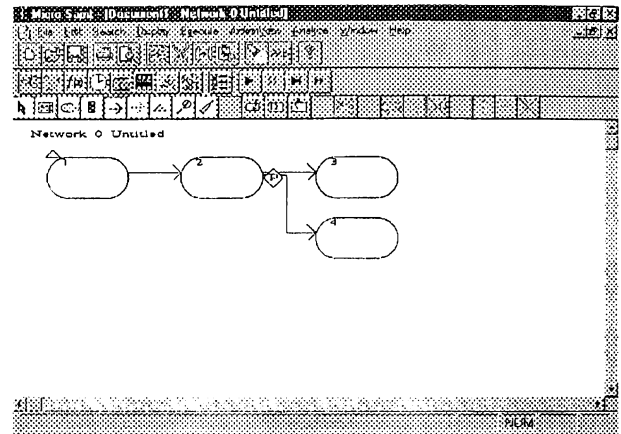 Micro Saint - [Document1 - Network 0 Untitled]
File Edit Search Display Execute Analyze Window Help
Network 0 Untitled
1
2
3
4
NUM